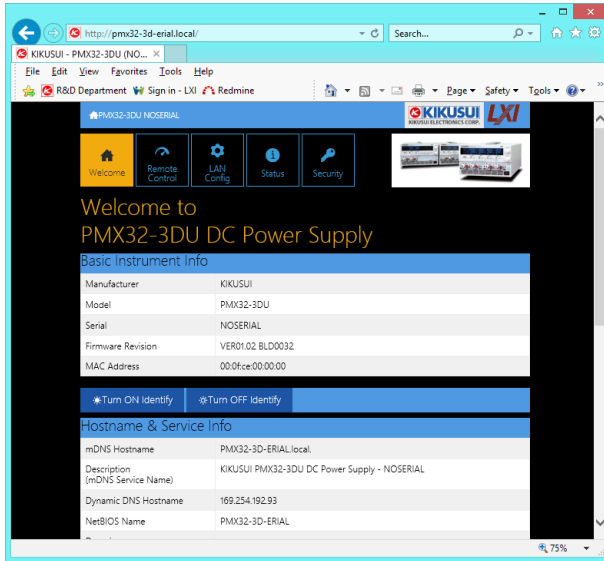 http://pmx32-3d-erial.local/
Search...
KIKUSUI - PMX32-3DU (NO...
File Edit View Favorites Tools Help
R&D Department Sign in - LXI Redmine Page Safety Tools
PMX32-3DU NOSERIAL
KIKUSUI
KIKUSUI ELECTRONICS CORP.
LXI
Welcome
Remote
Control
LAN
Config
Status
Security
Welcome to
PMX32-3DU DC Power Supply
Basic Instrument Info
Manufacturer KIKUSUI
Model PMX32-3DU
Serial NOSERIAL
Firmware Revision VER01.02 BLD0032
MAC Address 00:0f:ce:00:00:00
Turn ON Identify Turn OFF Identify
Hostname & Service Info
mDNS Hostname PMX32-3D-ERIAL.local.
Description
(mDNS Service Name) KIKUSUI PMX32-3DU DC Power Supply - NOSERIAL
Dynamic DNS Hostname 169.254.192.93
NetBIOS Name PMX32-3D-ERIAL
75%